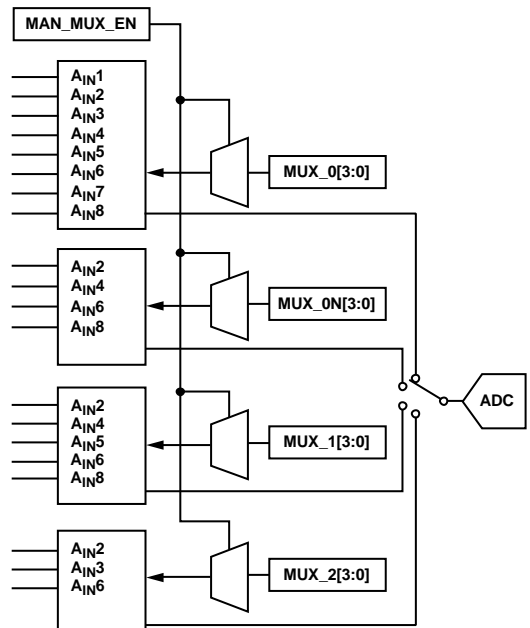 MAN_MUX_EN
AIN1
AIN2
AIN3
AIN4
AIN5
AIN6
AIN7
AIN8
MUX_0[3:0]
AIN2
AIN4
AIN6
AIN8
MUX_0N[3:0]
ADC
AIN2
AIN4
AIN5
AIN6
AIN8
MUX_1[3:0]
AIN2
AIN3
AIN6
MUX_2[3:0]